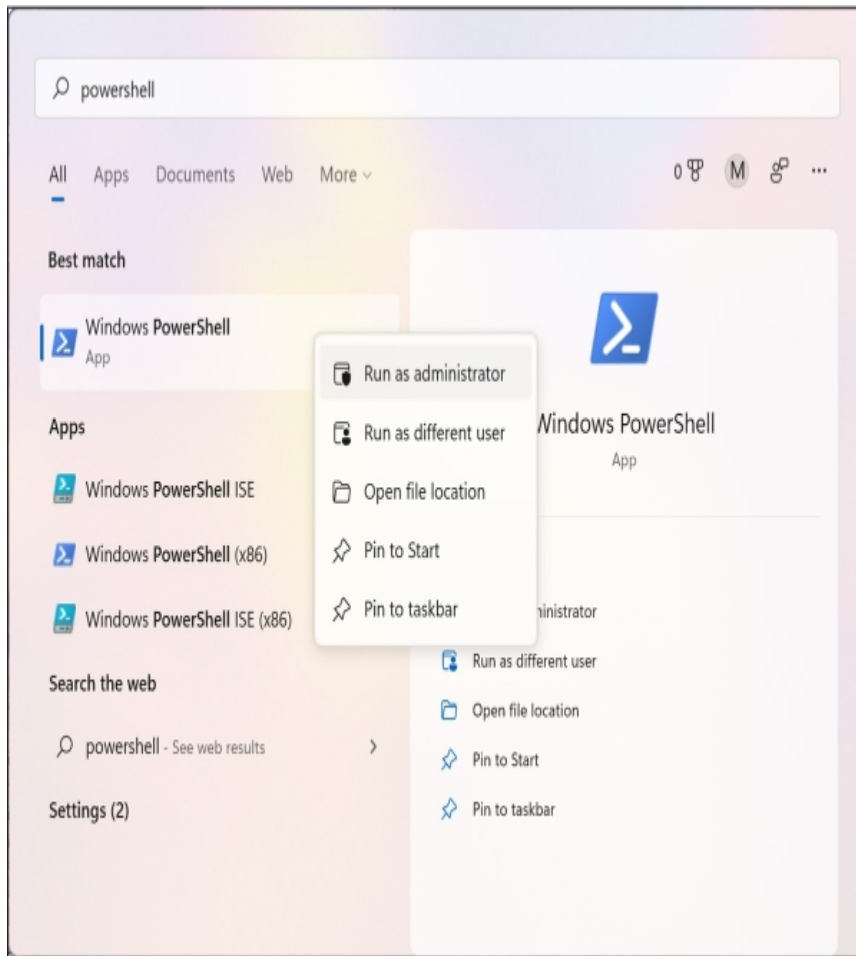 powershell
All Apps Documents Web More
0 M ...
Best match
Windows PowerShell
App
Apps
Windows PowerShell ISE
Windows PowerShell (x86)
Windows PowerShell ISE (x86)
Search the web
powershell - See web results
Settings (2)
Run as administrator
Run as different user
Open file location
Pin to Start
Pin to taskbar
Windows PowerShell
App
Run as different user
Open file location
Pin to Start
Pin to taskbar